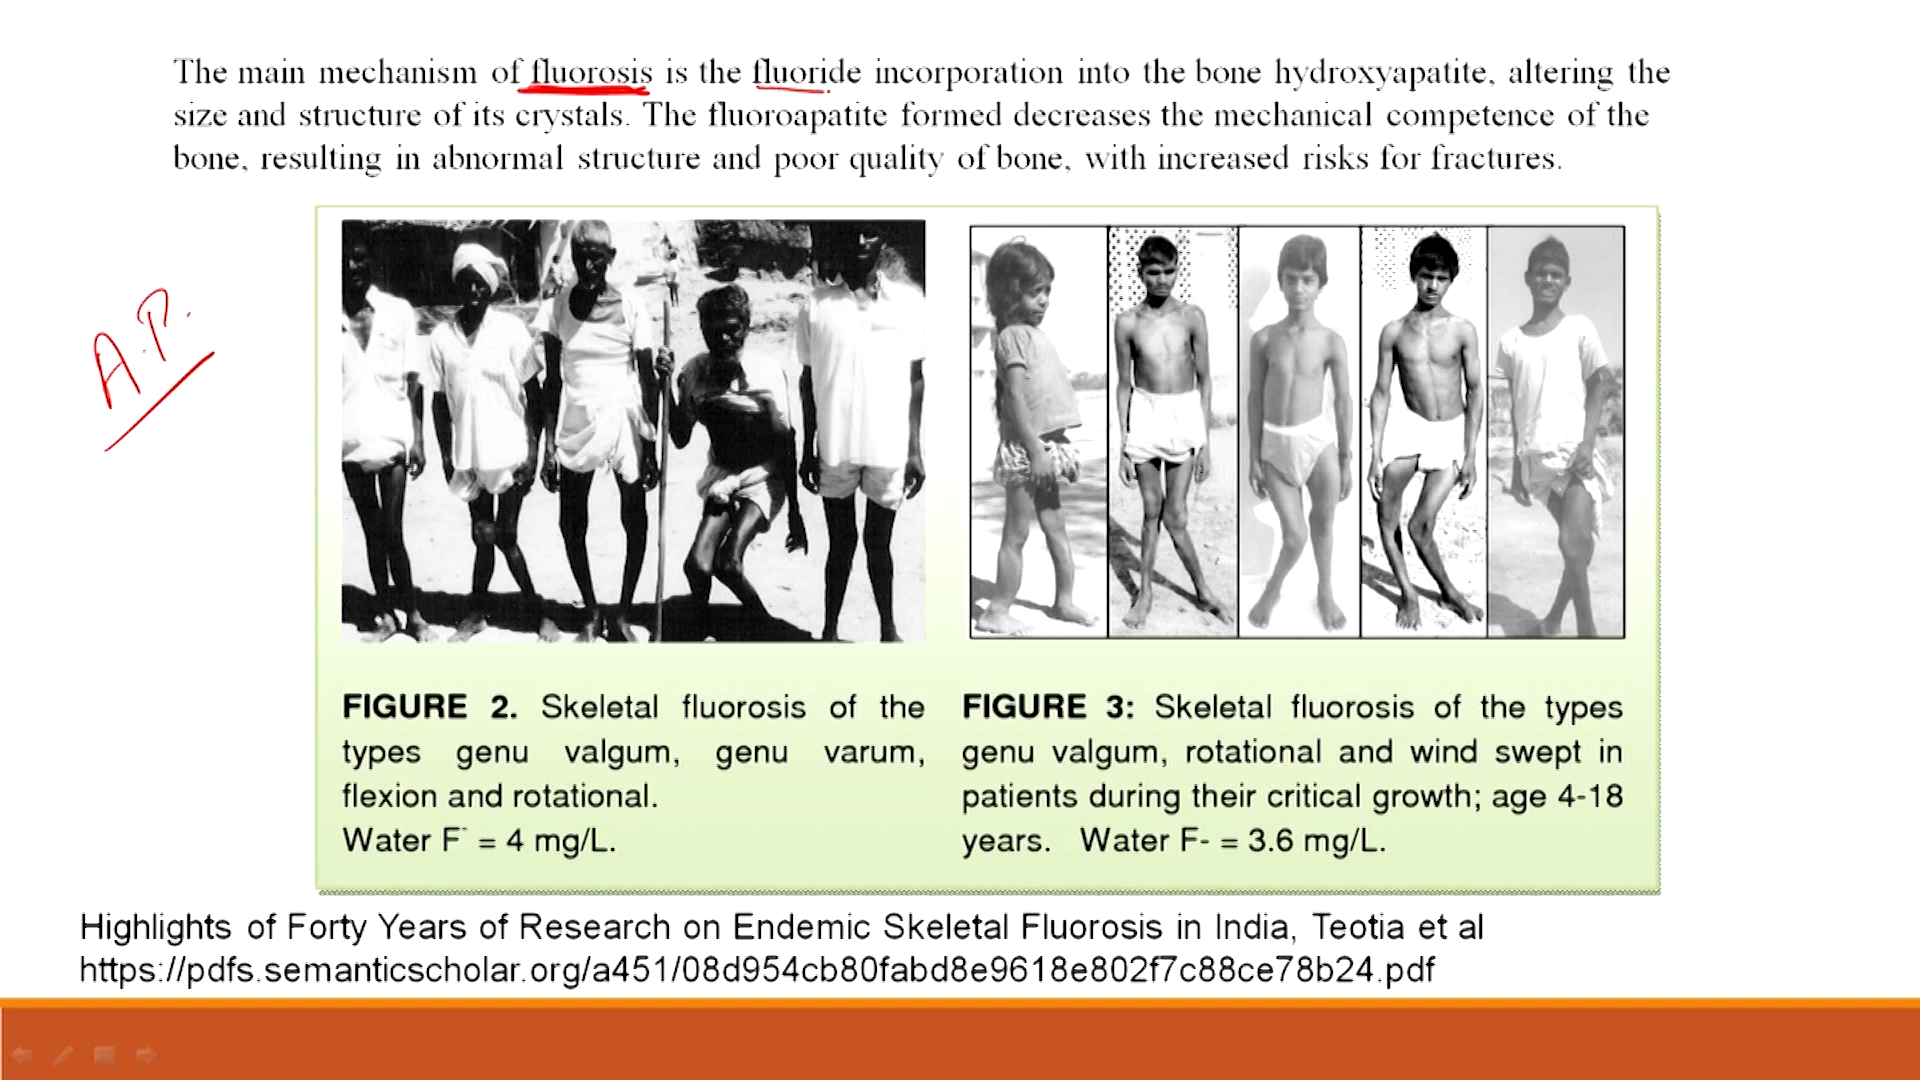 The main mechanism of fluorosis is the fluoride incorporation into the bone hydroxyapatite, altering the
size and structure of its crystals. The fluoroapatite formed decreases the mechanical competence of the
bone, resulting in abnormal structure and poor quality of bone, with increased risks for fractures.
A.P.
FIGURE 2. Skeletal fluorosis of the
types genu valgum, genu varum,
flexion and rotational.
Water F- = 4 mg/L.
FIGURE 3: Skeletal fluorosis of the types
genu valgum, rotational and wind swept in
patients during their critical growth; age 4-18
years. Water F- = 3.6 mg/L.
Highlights of Forty Years of Research on Endemic Skeletal Fluorosis in India, Teotia et al
https://pdfs.semanticscholar.org/a451/08d954cb80fabd8e9618e802f7c88ce78b24.pdf